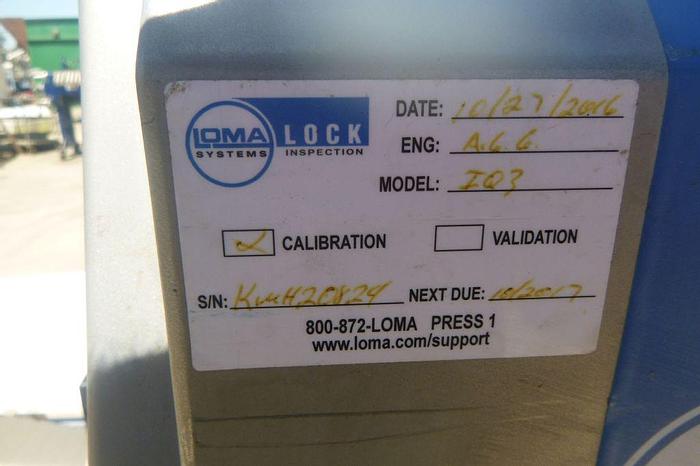 LOMA SYSTEMS LOCK INSPECTION
DATE: 10/27/2016
ENG: A.G.G.
MODEL: IQ3
CALIBRATION VALIDATION
S/N: KMH20824 NEXT DUE: 10/2017
800-872-LOMA PRESS 1
www.loma.com/support